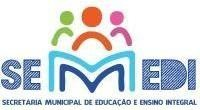 SEMEDI
SECRETARIA MUNICIPAL DE EDUCAÇÃO E ENSINO INTEGRAL